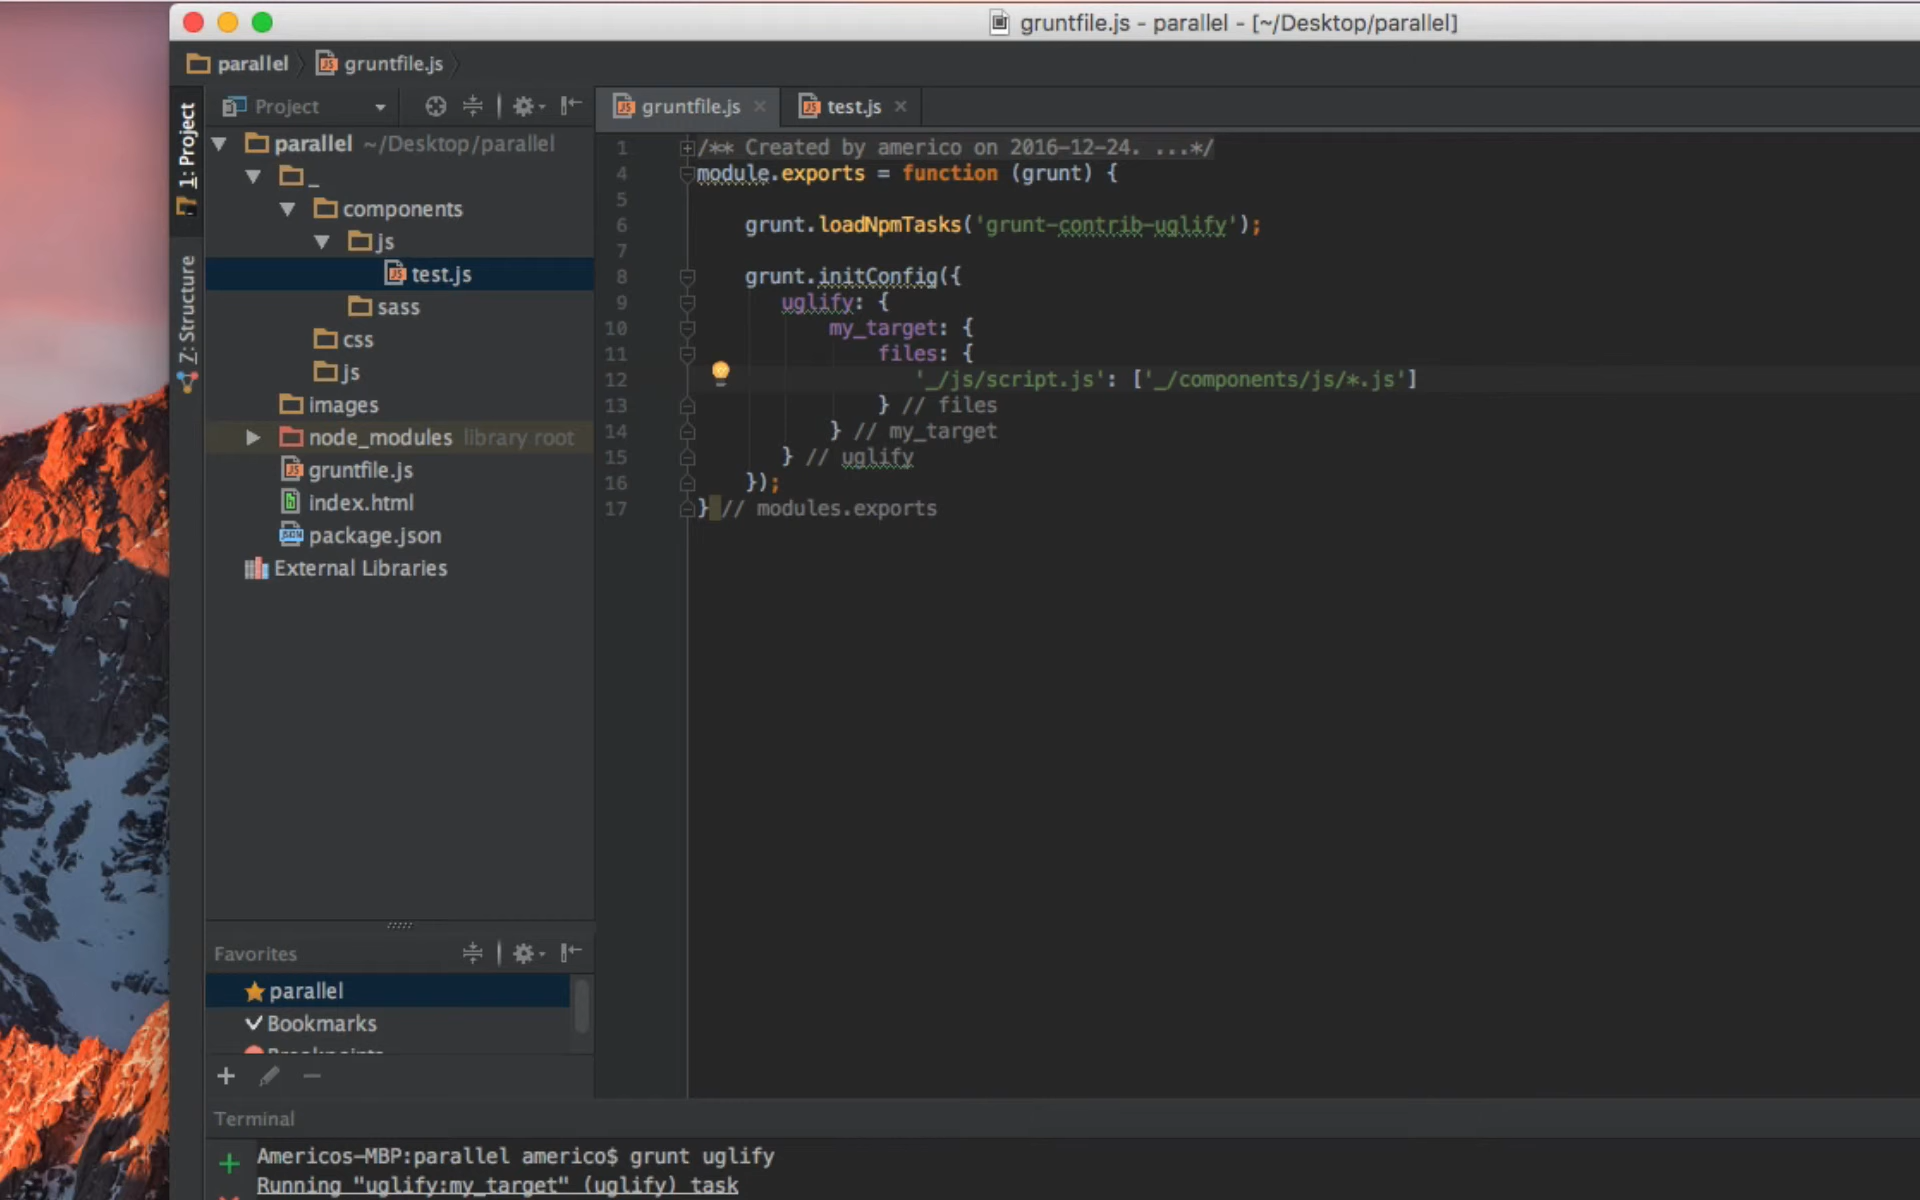 gruntfile.js - parallel - [~/Desktop/parallel]
parallel
gruntfile.js
1: Project
Z: Structure
Project
gruntfile.js
test.js
parallel ~/Desktop/parallel
_
components
js
test.js
sass
css
js
images
node_modules library root
gruntfile.js
index.html
package.json
External Libraries
1 /** Created by americo on 2016-12-24. ...*/
4 module.exports = function (grunt) {
5
6 grunt.loadNpmTasks('grunt-contrib-uglify');
7
8 grunt.initConfig({
9 uglify: {
10 my_target: {
11 files: {
12 '_/js/script.js': ['_/components/js/*.js']
13 } // files
14 } // my_target
15 } // uglify
16 });
17 } // modules.exports
Favorites
parallel
Bookmarks
Terminal
Americos-MBP:parallel americo$ grunt uglify
Running "uglify:my_target" (uglify) task